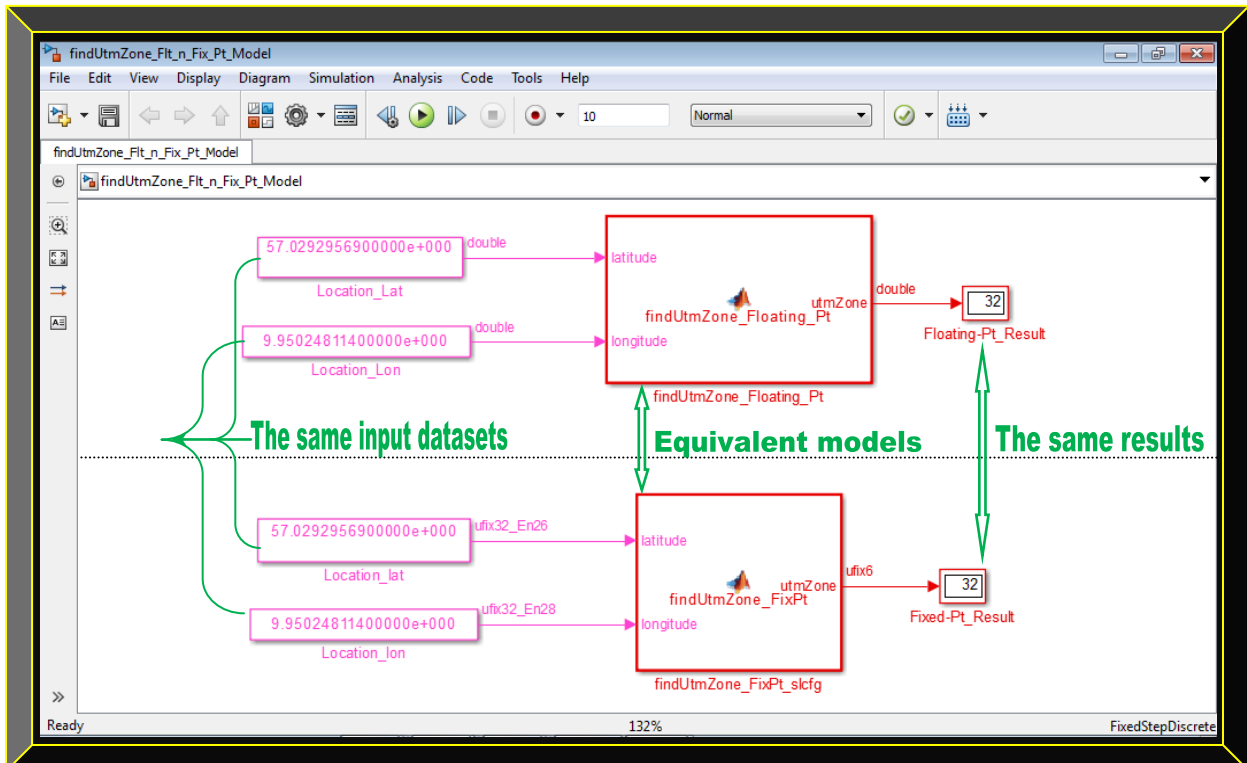 findUtmZone_Flt_n_Fix_Pt_Model
File Edit View Display Diagram Simulation Analysis Code Tools Help
10 Normal
findUtmZone_Flt_n_Fix_Pt_Model
findUtmZone_Flt_n_Fix_Pt_Model
57.0292956900000e+000
double
Location_Lat
9.95024811400000e+000
double
Location_Lon
latitude
longitude
findUtmZone_Floating_Pt
utmZone
findUtmZone_Floating_Pt
double
32
Floating-Pt_Result
The same input datasets
Equivalent models
The same results
57.0292956900000e+000
ufix32_En26
Location_lat
9.95024811400000e+000
ufix32_En28
Location_lon
latitude
longitude
findUtmZone_FixPt
utmZone
findUtmZone_FixPt_slcfg
ufix6
32
Fixed-Pt_Result
Ready 132% FixedStepDiscrete